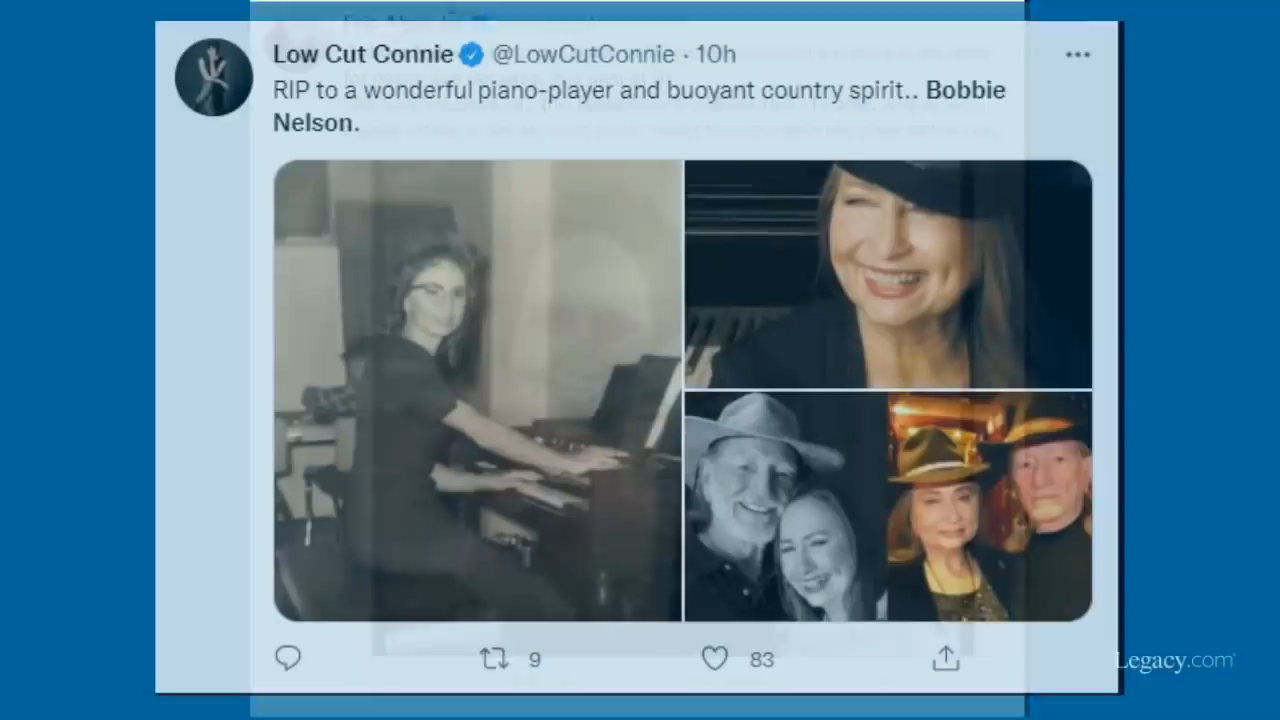 Low Cut Connie @LowCutConnie · 10h
RIP to a wonderful piano-player and buoyant country spirit.. Bobbie
Nelson.
9
83
Legacy.com